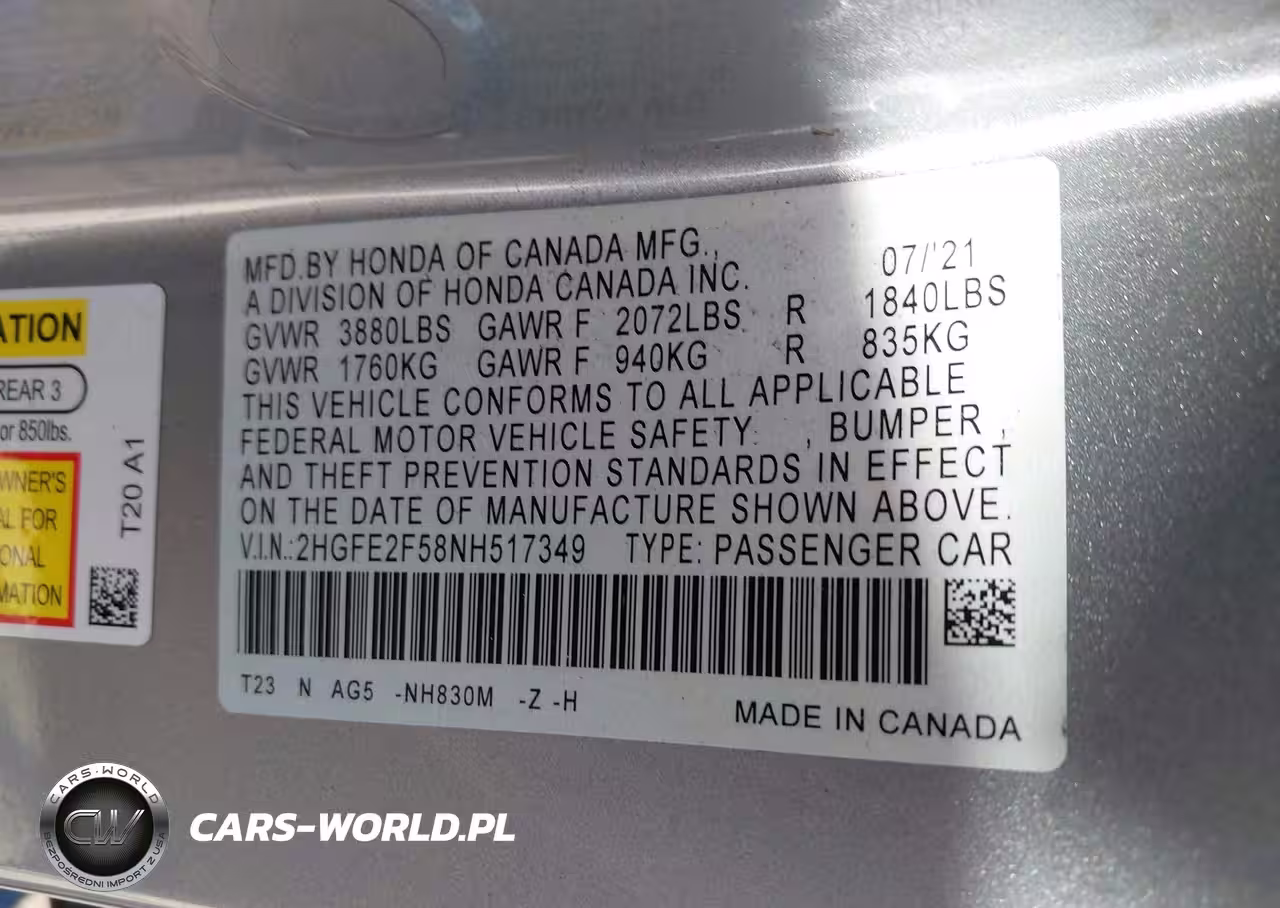 MFD.BY HONDA OF CANADA MFG., 07/'21
A DIVISION OF HONDA CANADA INC.
GVWR 3880LBS GAWR F 2072LBS R 1840LBS
GVWR 1760KG GAWR F 940KG R 835KG
THIS VEHICLE CONFORMS TO ALL APPLICABLE
FEDERAL MOTOR VEHICLE SAFETY , BUMPER ,
AND THEFT PREVENTION STANDARDS IN EFFECT
ON THE DATE OF MANUFACTURE SHOWN ABOVE.
V.I.N.:2HGFE2F58NH517349 TYPE: PASSENGER CAR
T23 N AG5 -NH830M -Z -H
MADE IN CANADA
ATION
REAR 3
or 850lbs.
WNER'S
AL FOR
ONAL
MATION
T20 A1
CARS-WORLD
CW
BEZPOŚREDNI IMPORT Z USA
CARS-WORLD.PL